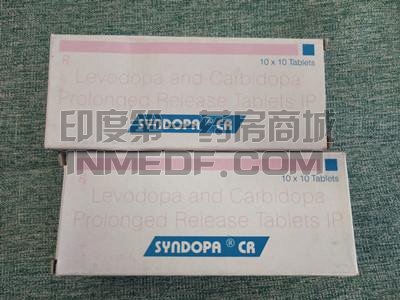 R
10 x 10 Tablets
Levodopa and Carbidopa
Prolonged Release Tablets IP
SYNDOPA ® CR
印度第一药房商城
INMEDF.COM
R
10 x 10 Tablets
Levodopa and Carbidopa
Prolonged Release Tablets IP
SYNDOPA ® CR